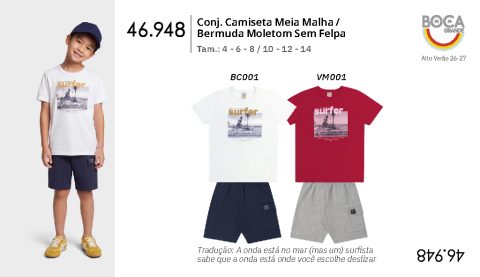 46.948
Conj. Camiseta Meia Malha /
Bermuda Moletom Sem Felpa
Tam.: 4 - 6 - 8 / 10 - 12 - 14
BOCA
GRANDE
Alto Verão 26-27
BC001
VM001
surfer
surfer
surfer
Tradução: A onda está no mar (mas um) surfista
sabe que a onda está onde você escolhe deslizar
46.948